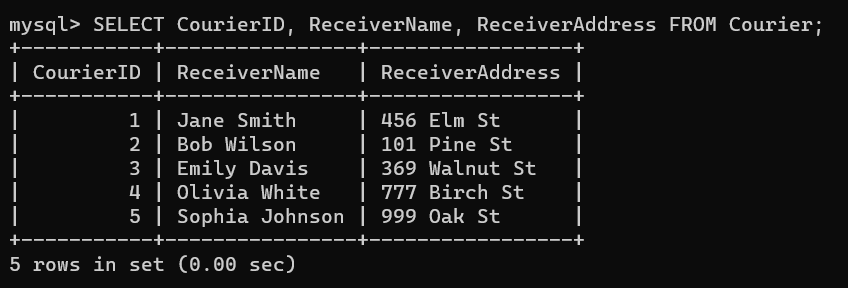 mysql> SELECT CourierID, ReceiverName, ReceiverAddress FROM Courier;
+-----------+----------------+-----------------+
| CourierID | ReceiverName   | ReceiverAddress |
+-----------+----------------+-----------------+
|         1 | Jane Smith     | 456 Elm St      |
|         2 | Bob Wilson     | 101 Pine St     |
|         3 | Emily Davis    | 369 Walnut St   |
|         4 | Olivia White   | 777 Birch St    |
|         5 | Sophia Johnson | 999 Oak St      |
+-----------+----------------+-----------------+
5 rows in set (0.00 sec)